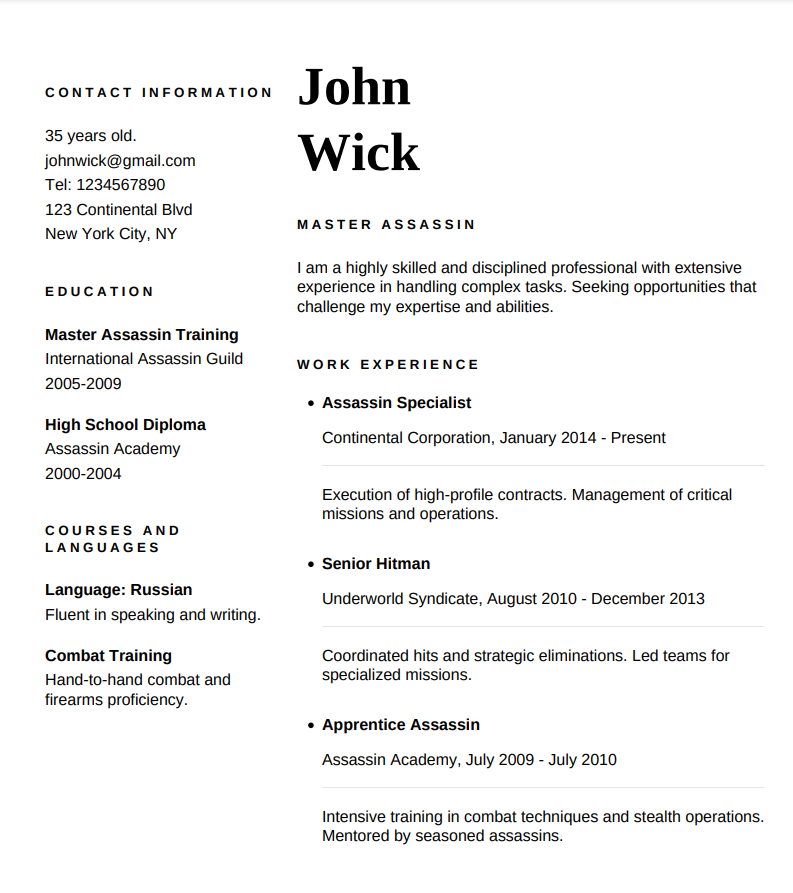 CONTACT INFORMATION
35 years old.
johnwick@gmail.com
Tel: 1234567890
123 Continental Blvd
New York City, NY
EDUCATION
Master Assassin Training
International Assassin Guild
2005-2009
High School Diploma
Assassin Academy
2000-2004
COURSES AND
LANGUAGES
Language: Russian
Fluent in speaking and writing.
Combat Training
Hand-to-hand combat and
firearms proficiency.
John
Wick
MASTER ASSASSIN
I am a highly skilled and disciplined professional with extensive
experience in handling complex tasks. Seeking opportunities that
challenge my expertise and abilities.
WORK EXPERIENCE
• Assassin Specialist
Continental Corporation, January 2014 - Present
Execution of high-profile contracts. Management of critical
missions and operations.
• Senior Hitman
Underworld Syndicate, August 2010 - December 2013
Coordinated hits and strategic eliminations. Led teams for
specialized missions.
• Apprentice Assassin
Assassin Academy, July 2009 - July 2010
Intensive training in combat techniques and stealth operations.
Mentored by seasoned assassins.